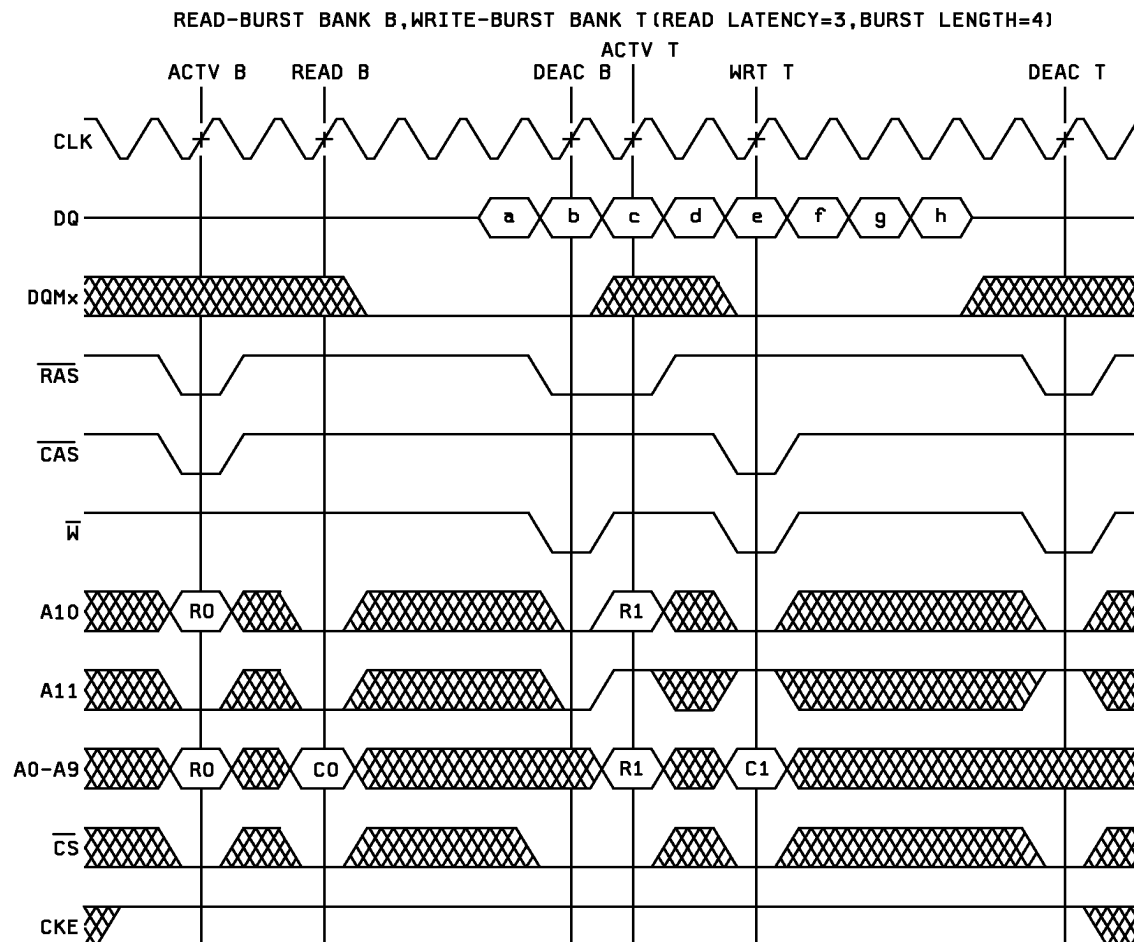 READ-BURST BANK B,WRITE-BURST BANK T(READ LATENCY=3,BURST LENGTH=4)
ACTV T
ACTV B READ B DEAC B WRT T DEAC T
CLK
DQ a b c d e f g h
DQMx
RAS
CAS
W
A10 R0 R1
A11
A0-A9 R0 C0 R1 C1
CS
CKE